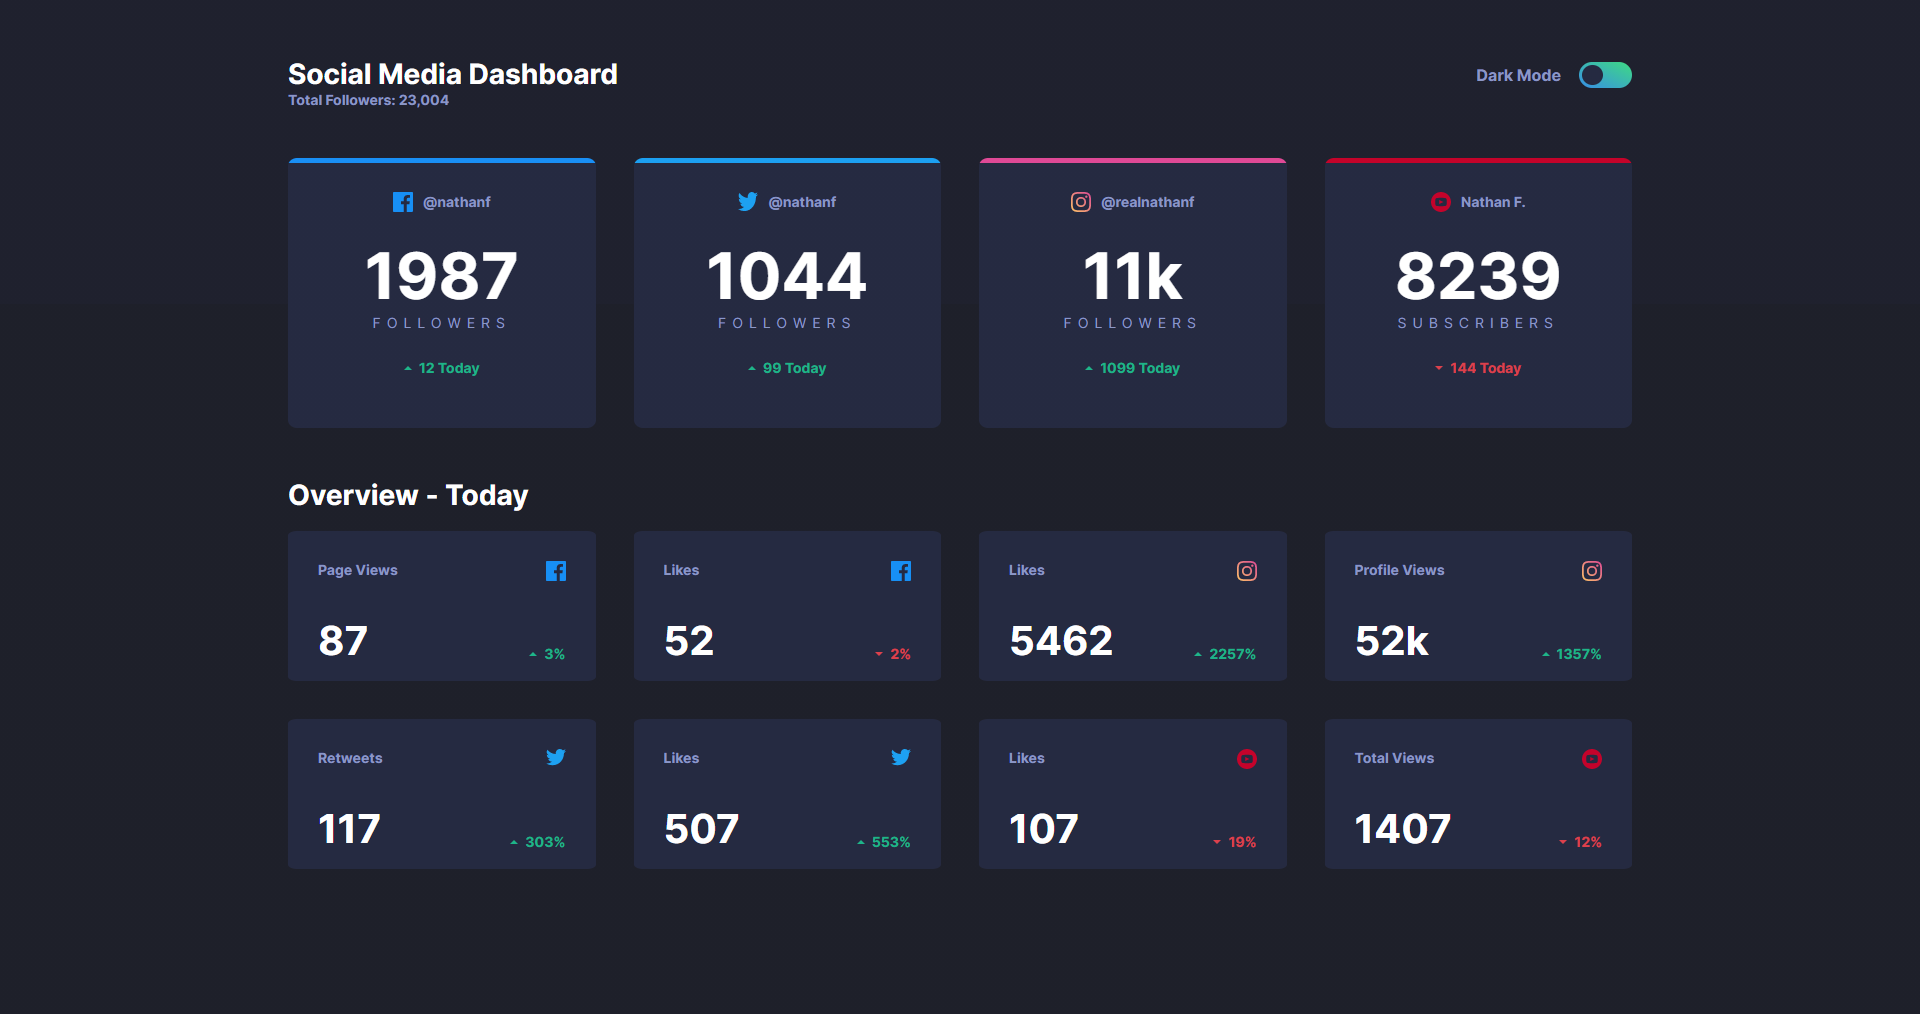 Social Media Dashboard
Total Followers: 23,004
Dark Mode
@nathanf
1987
FOLLOWERS
12 Today
@nathanf
1044
FOLLOWERS
99 Today
@realnathanf
11k
FOLLOWERS
1099 Today
Nathan F.
8239
SUBSCRIBERS
144 Today
Overview - Today
Page Views
87
3%
Likes
52
2%
Likes
5462
2257%
Profile Views
52k
1357%
Retweets
117
303%
Likes
507
553%
Likes
107
19%
Total Views
1407
12%